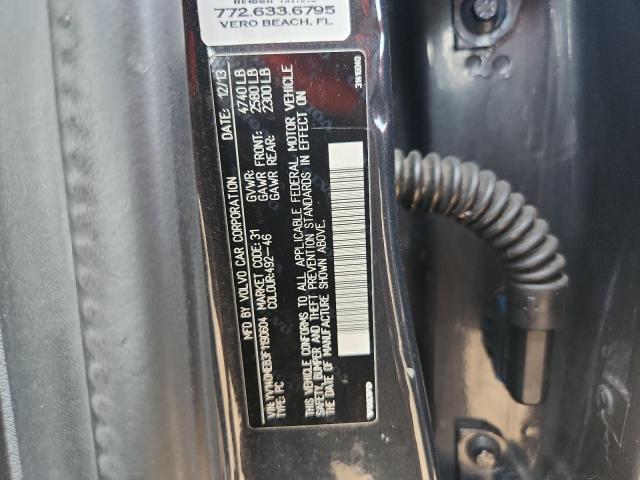 772.633.6795
VERO BEACH, FL
MFD BY VOLVO CAR CORPORATION DATE: 12/13
GVWR: 4740 LB
GAWR FRONT: 2580 LB
GAWR REAR: 2300 LB
MARKET CODE: 31
COLOUR:492-46
TYPE: PC
THIS VEHICLE CONFORMS TO ALL APPLICABLE FEDERAL MOTOR VEHICLE
SAFETY, BUMPER AND THEFT PREVENTION STANDARDS IN EFFECT ON
THE DATE OF MANUFACTURE SHOWN ABOVE.